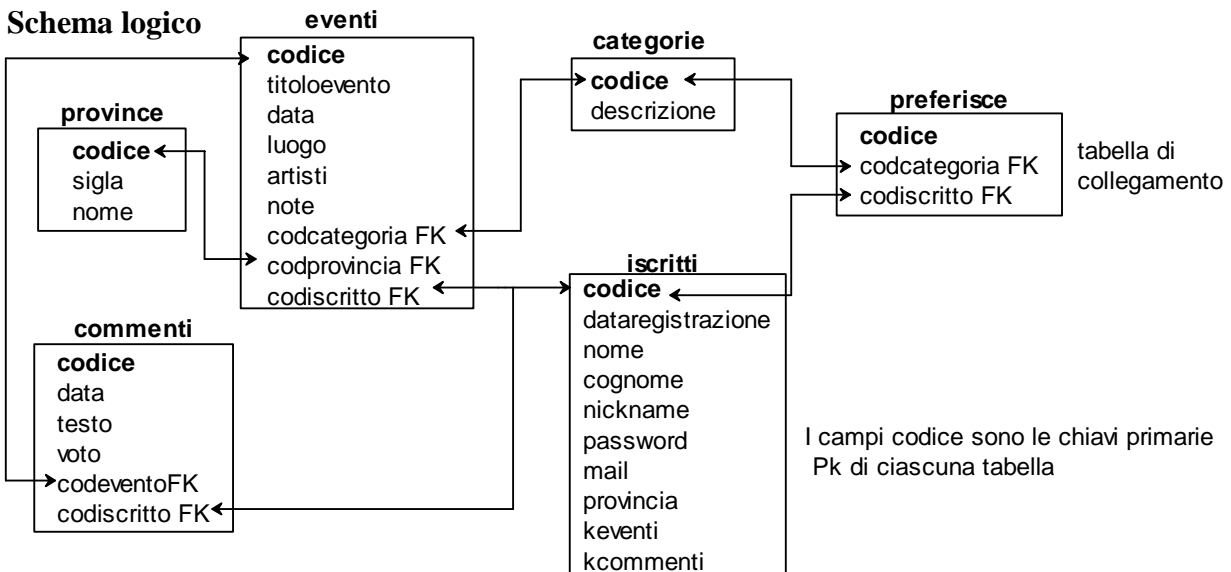 Schema logico
eventi
codice
titoloevento
data
luogo
artisti
note
codcategoria FK
codprovincia FK
codiscritto FK
categorie
codice
descrizione
preferisce
codice
codcategoria FK
codiscritto FK
tabella di
collegamento
province
codice
sigla
nome
commenti
codice
data
testo
voto
codeventoFK
codiscritto FK
iscritti
codice
dataregistrazione
nome
cognome
nickname
password
mail
provincia
keventi
kcommenti
I campi codice sono le chiavi primarie
Pk di ciascuna tabella